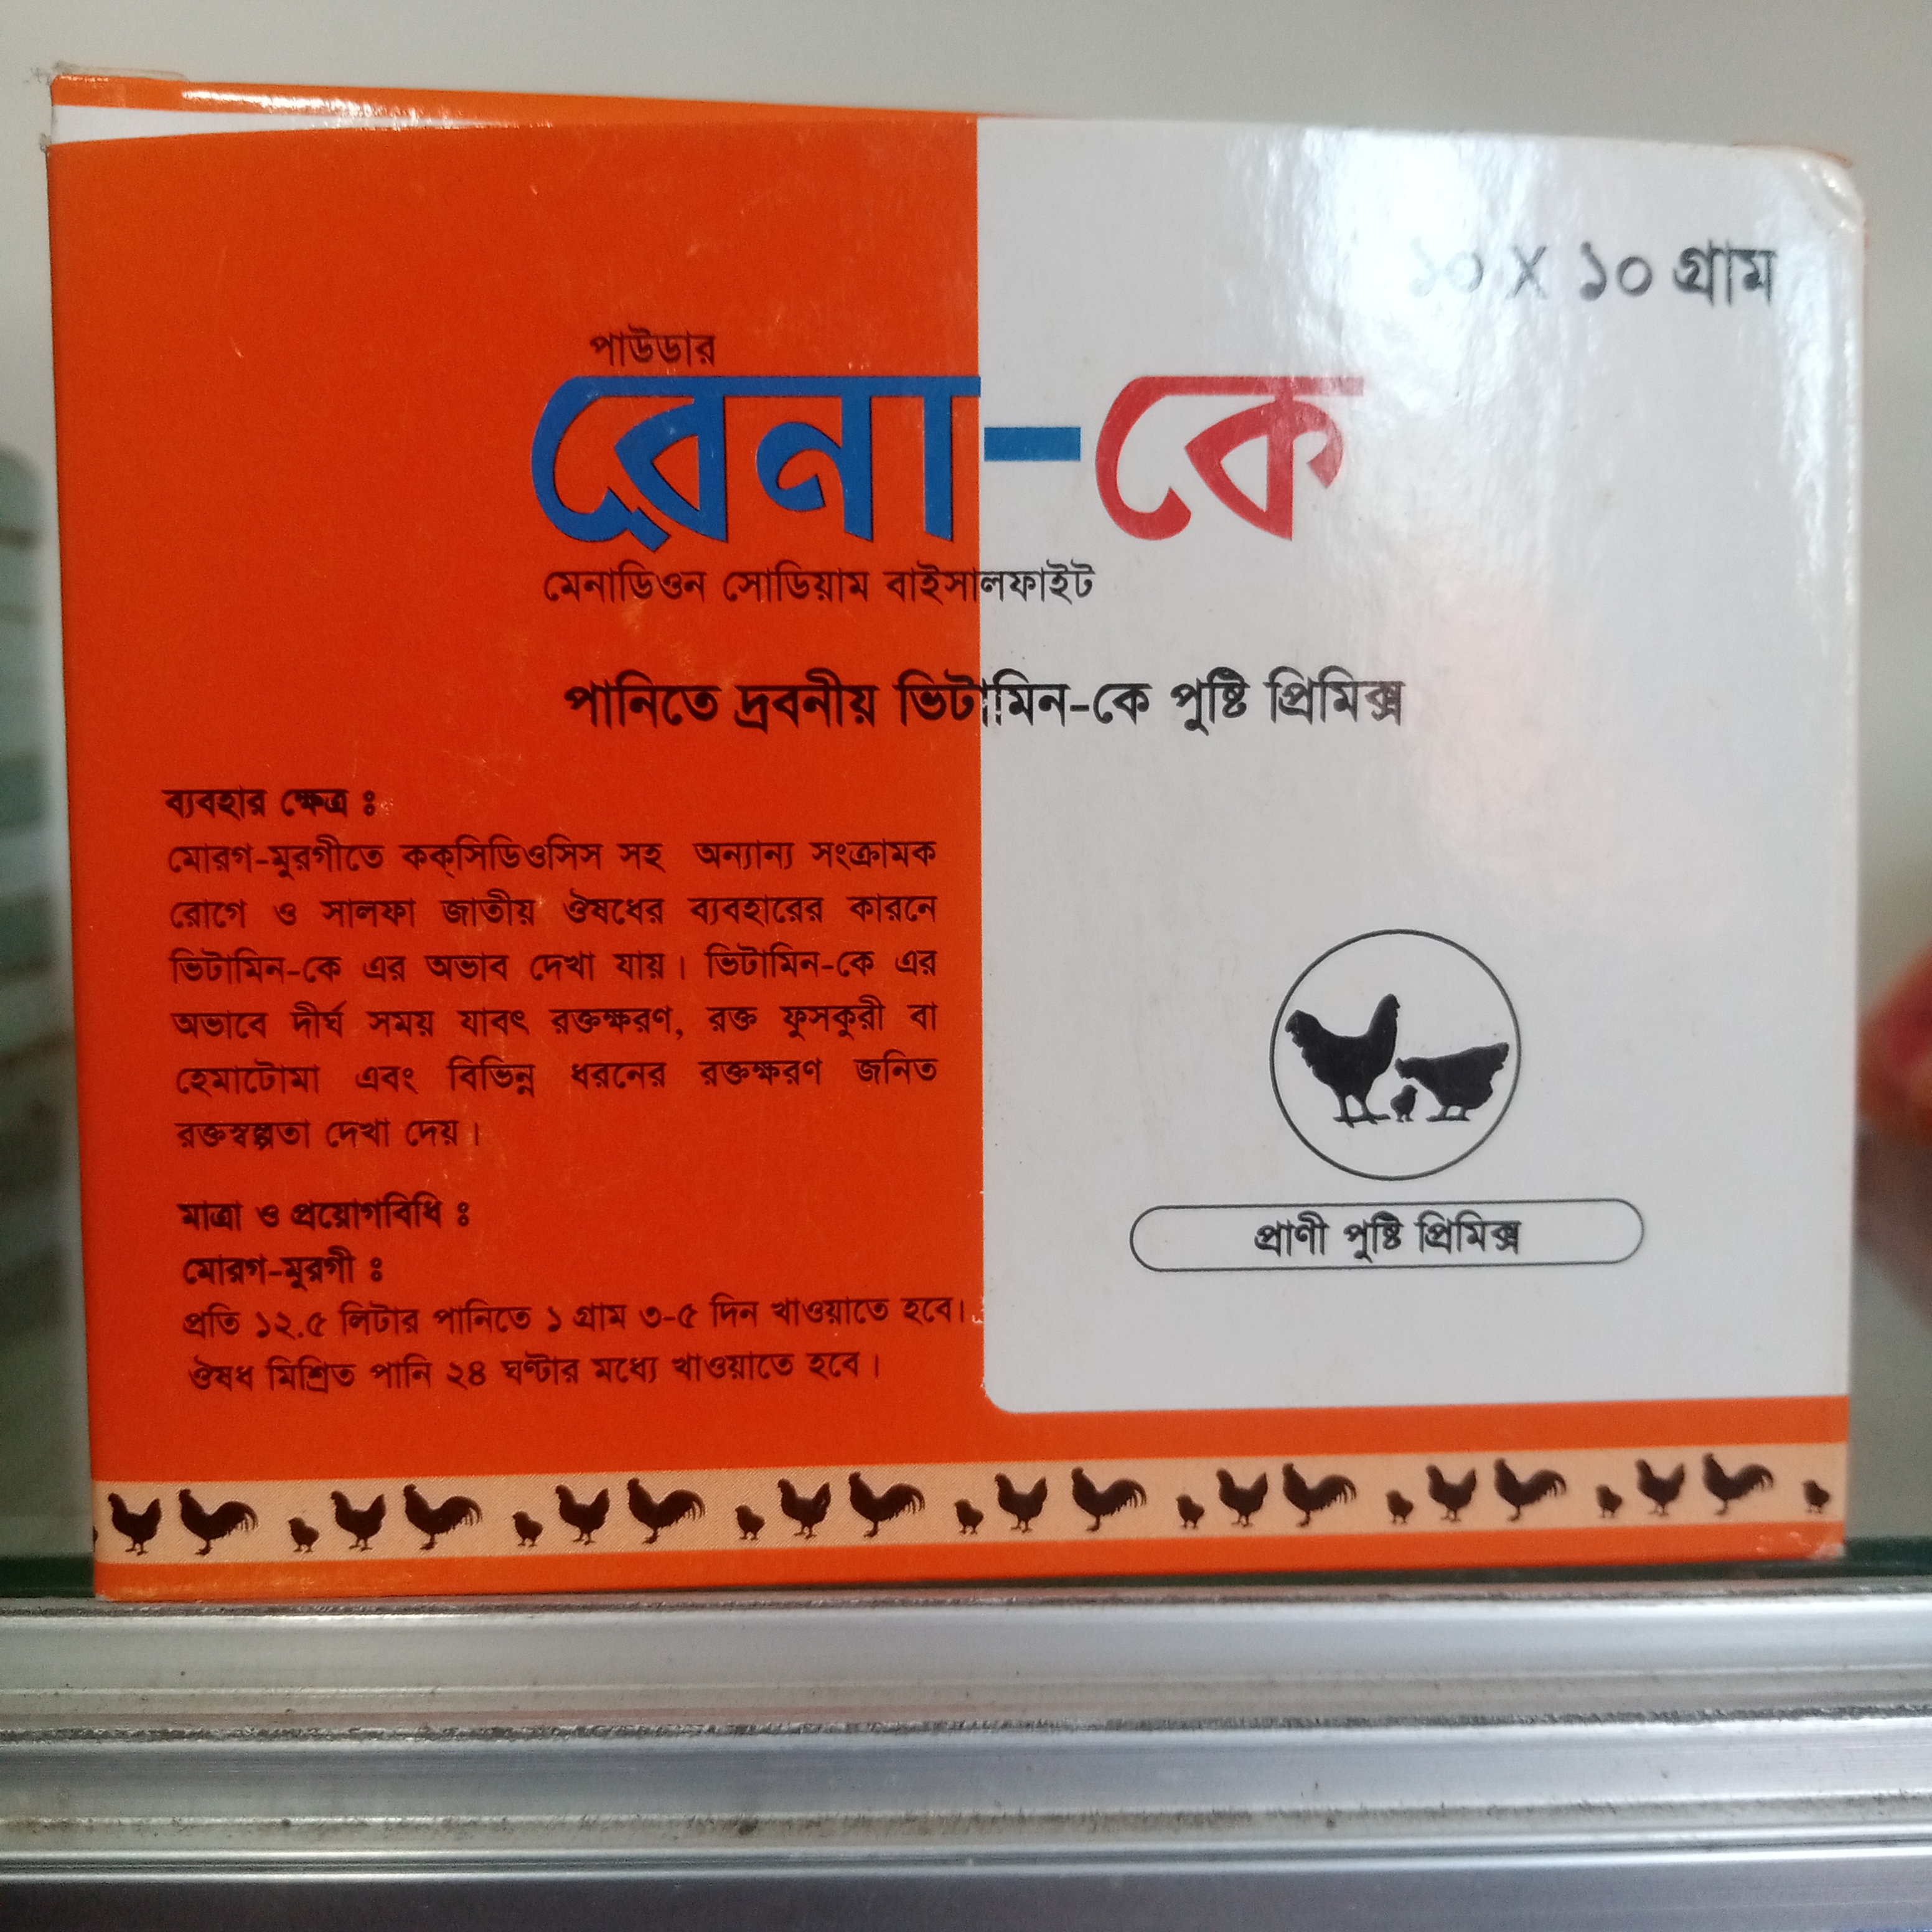 ১০ X ১০ গ্রাম
পাউডার
রেনা-কে
মেনাডিওন সোডিয়াম বাইসালফাইট
পানিতে দ্রবনীয় ভিটামিন-কে পুষ্টি প্রিমিক্স
ব্যবহার ক্ষেত্র ঃ
মোরগ-মুরগীতে কক্‌সিডিওসিস সহ অন্যান্য সংক্রামক
রোগে ও সালফা জাতীয় ঔষধের ব্যবহারের কারনে
ভিটামিন-কে এর অভাব দেখা যায়। ভিটামিন-কে এর
অভাবে দীর্ঘ সময় যাবৎ রক্তক্ষরণ, রক্ত ফুসকুরী বা
হেমাটোমা এবং বিভিন্ন ধরনের রক্তক্ষরণ জনিত
রক্তস্বল্পতা দেখা দেয়।
মাত্রা ও প্রয়োগবিধি ঃ
মোরগ-মুরগী ঃ
প্রতি ১২.৫ লিটার পানিতে ১ গ্রাম ৩-৫ দিন খাওয়াতে হবে।
ঔষধ মিশ্রিত পানি ২৪ ঘণ্টার মধ্যে খাওয়াতে হবে।
প্রাণী পুষ্টি প্রিমিক্স